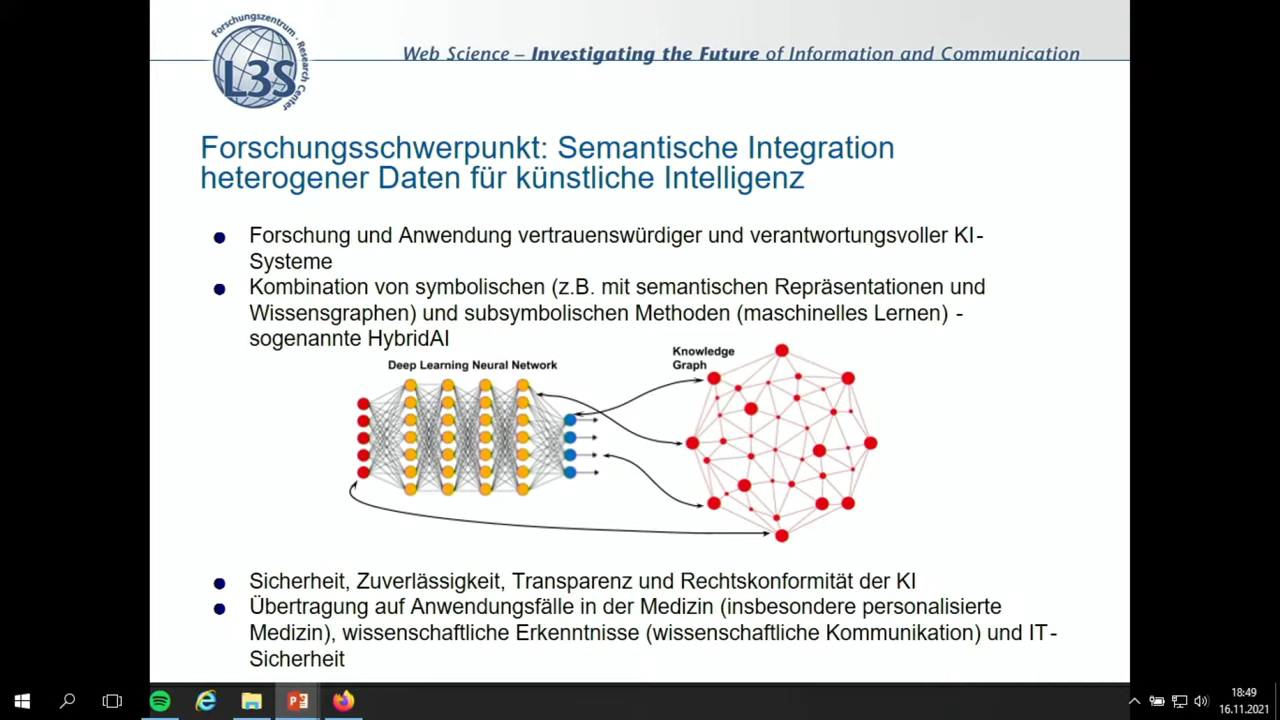 Forschungszentrum · Research Center
L3S
Web Science – Investigating the Future of Information and Communication
Forschungsschwerpunkt: Semantische Integration
heterogener Daten für künstliche Intelligenz
Forschung und Anwendung vertrauenswürdiger und verantwortungsvoller KI-
Systeme
Kombination von symbolischen (z.B. mit semantischen Repräsentationen und
Wissensgraphen) und subsymbolischen Methoden (maschinelles Lernen) -
sogenannte HybridAI
Deep Learning Neural Network
Knowledge
Graph
Sicherheit, Zuverlässigkeit, Transparenz und Rechtskonformität der KI
Übertragung auf Anwendungsfälle in der Medizin (insbesondere personalisierte
Medizin), wissenschaftliche Erkenntnisse (wissenschaftliche Kommunikation) und IT-
Sicherheit
18:49
16.11.2021